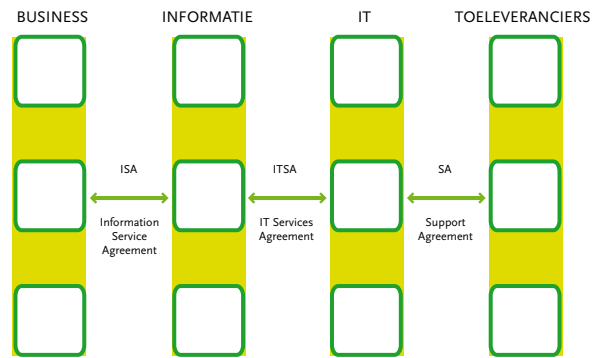 BUSINESS
INFORMATIE
IT
TOELEVERANCIERS
ISA
ITSA
SA
Information
Service
Agreement
IT Services
Agreement
Support
Agreement